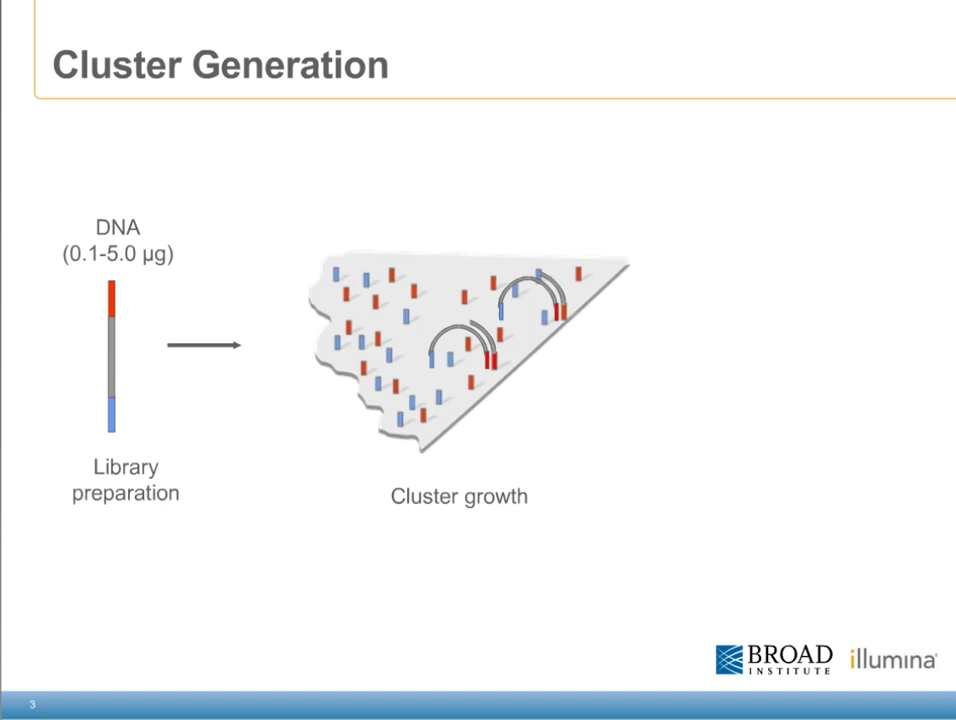 Cluster Generation
DNA
(0.1-5.0 µg)
Library
preparation
Cluster growth
BROAD
INSTITUTE
illumina
3